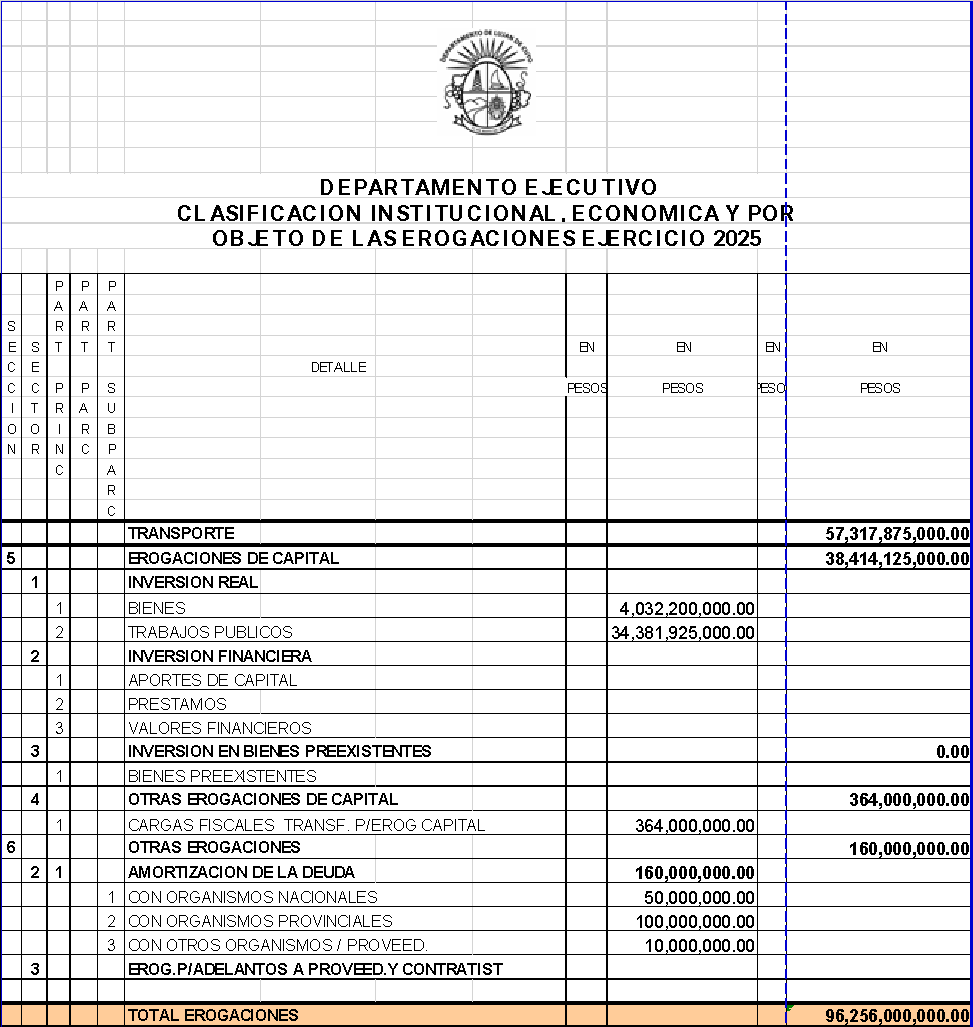 DEPARTAMENTO DE LUJAN DE CUYO
DEPARTAMENTO EJECUTIVO
CLASIFICACION INSTITUCIONAL, ECONOMICA Y POR
OBJETO DE LAS EROGACIONES EJERCICIO 2025
SECCION SECTOR PART PRINC PART PARC PART SUBPARC DETALLE EN PESOS EN PESOS EN PESO EN PESOS
TRANSPORTE 57,317,875,000.00
5 EROGACIONES DE CAPITAL 38,414,125,000.00
1 INVERSION REAL
1 BIENES 4,032,200,000.00
2 TRABAJOS PUBLICOS 34,381,925,000.00
2 INVERSION FINANCIERA
1 APORTES DE CAPITAL
2 PRESTAMOS
3 VALORES FINANCIEROS
3 INVERSION EN BIENES PREEXISTENTES 0.00
1 BIENES PREEXISTENTES
4 OTRAS EROGACIONES DE CAPITAL 364,000,000.00
1 CARGAS FISCALES TRANSF. P/EROG CAPITAL 364,000,000.00
6 OTRAS EROGACIONES 160,000,000.00
2 1 AMORTIZACION DE LA DEUDA 160,000,000.00
1 CON ORGANISMOS NACIONALES 50,000,000.00
2 CON ORGANISMOS PROVINCIALES 100,000,000.00
3 CON OTROS ORGANISMOS / PROVEED. 10,000,000.00
3 EROG.P/ADELANTOS A PROVEED.Y CONTRATIST
TOTAL EROGACIONES 96,256,000,000.00